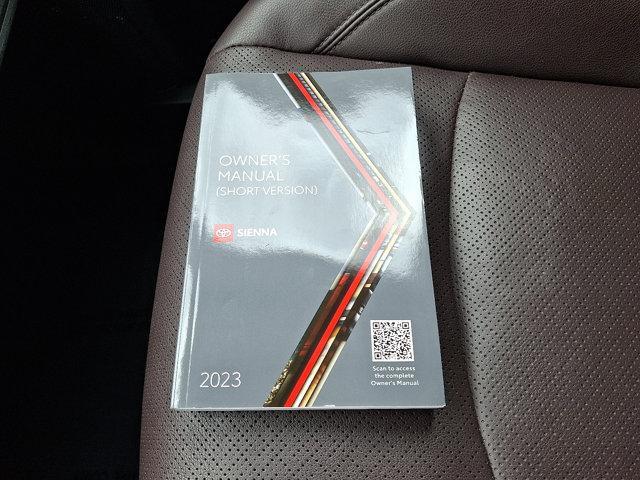 OWNER'S
MANUAL
(SHORT VERSION)
SIENNA
Scan to access
the complete
Owner's Manual
2023